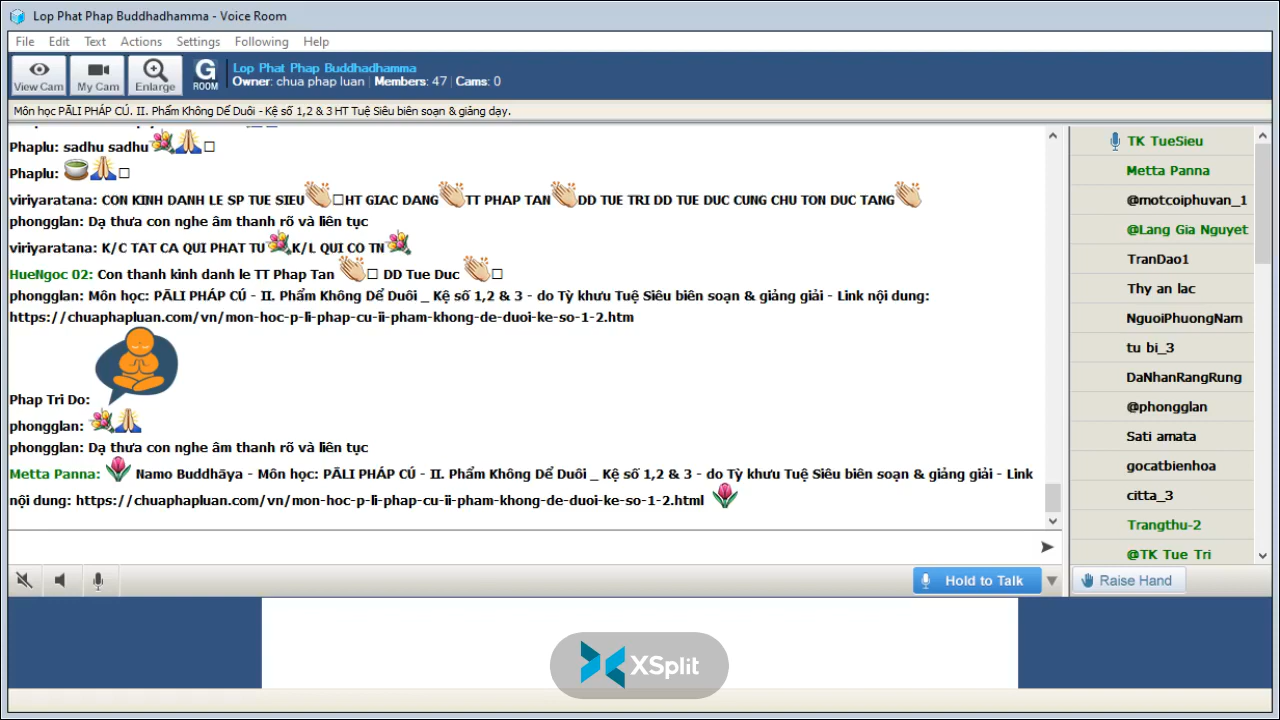 Lop Phat Phap Buddhadhamma - Voice Room
File Edit Text Actions Settings Following Help
View Cam My Cam Enlarge G ROOM
Lop Phat Phap Buddhadhamma
Owner: chua phap luan | Members: 47 | Cams: 0
Môn học PĀLI PHÁP CÚ. II. Phẩm Không Dể Duôi - Kệ số 1,2 & 3 HT Tuệ Siêu biên soạn & giảng dạy.
Phaplu: sadhu sadhu
Phaplu:
viriyaratana: CON KINH DANH LE SP TUE SIEU HT GIAC DANG TT PHAP TAN DD TUE TRI DD TUE DUC CUNG CHU TON DUC TANG
phongglan: Dạ thưa con nghe âm thanh rõ và liên tục
viriyaratana: K/C TAT CA QUI PHAT TU K/L QUI CO TN
HueNgoc 02: Con thanh kinh danh le TT Phap Tan DD Tue Duc
phongglan: Môn học: PĀLI PHÁP CÚ - II. Phẩm Không Dể Duôi _ Kệ số 1,2 & 3 - do Tỳ khưu Tuệ Siêu biên soạn & giảng giải - Link nội dung:
https://chuaphapluan.com/vn/mon-hoc-p-li-phap-cu-ii-pham-khong-de-duoi-ke-so-1-2.htm
Phap Tri Do:
phongglan:
phongglan: Dạ thưa con nghe âm thanh rõ và liên tục
Metta Panna: Namo Buddhāya - Môn học: PĀLI PHÁP CÚ - II. Phẩm Không Dể Duôi _ Kệ số 1,2 & 3 - do Tỳ khưu Tuệ Siêu biên soạn & giảng giải - Link
nội dung: https://chuaphapluan.com/vn/mon-hoc-p-li-phap-cu-ii-pham-khong-de-duoi-ke-so-1-2.html
TK TueSieu
Metta Panna
@motcoiphuvan_1
@Lang Gia Nguyet
TranDao1
Thy an lac
NguoiPhuongNam
tu bi_3
DaNhanRangRung
@phongglan
Sati amata
gocatbienhoa
citta_3
Trangthu-2
@TK Tue Tri
Hold to Talk
Raise Hand
XSplit